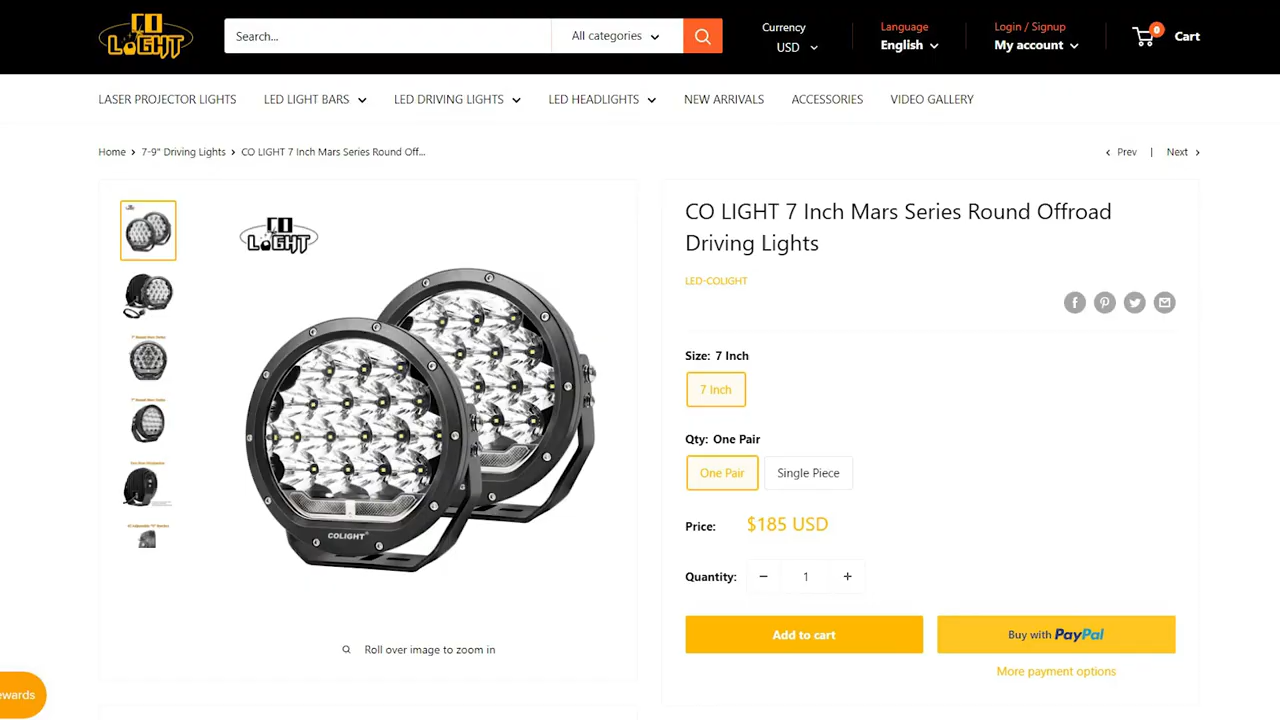 CO
LIGHT
Search...
All categories
Currency
USD
Language
English
Login / Signup
My account
0
Cart
LASER PROJECTOR LIGHTS
LED LIGHT BARS
LED DRIVING LIGHTS
LED HEADLIGHTS
NEW ARRIVALS
ACCESSORIES
VIDEO GALLERY
Home
7-9" Driving Lights
CO LIGHT 7 Inch Mars Series Round Off...
Prev
|
Next
CO
LIGHT
COLIGHT®
Roll over image to zoom in
CO LIGHT 7 Inch Mars Series Round Offroad
Driving Lights
LED-COLIGHT
Size: 7 Inch
7 Inch
Qty: One Pair
One Pair
Single Piece
Price:
$185 USD
Quantity:
1
Add to cart
Buy with PayPal
More payment options
ewards